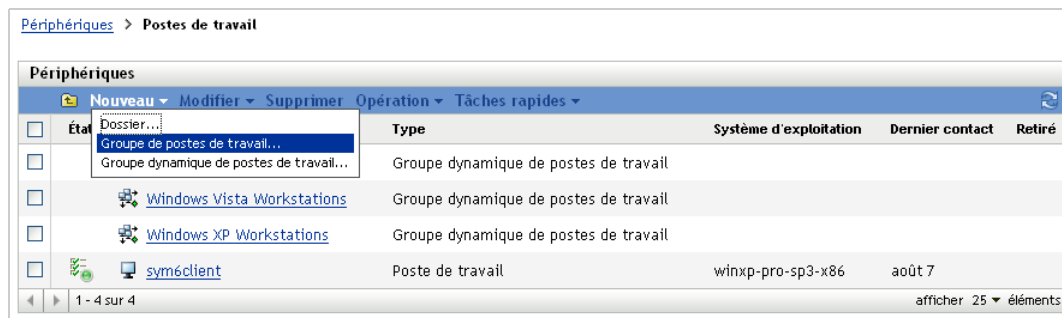 Périphériques > Postes de travail
Périphériques
Nouveau Modifier Supprimer Opération Tâches rapides
Dossier...
Groupe de postes de travail...
Groupe dynamique de postes de travail...
État Type Système d'exploitation Dernier contact Retiré
Groupe dynamique de postes de travail
Windows Vista Workstations Groupe dynamique de postes de travail
Windows XP Workstations Groupe dynamique de postes de travail
sym6client Poste de travail winxp-pro-sp3-x86 août 7
1 - 4 sur 4 afficher 25 éléments